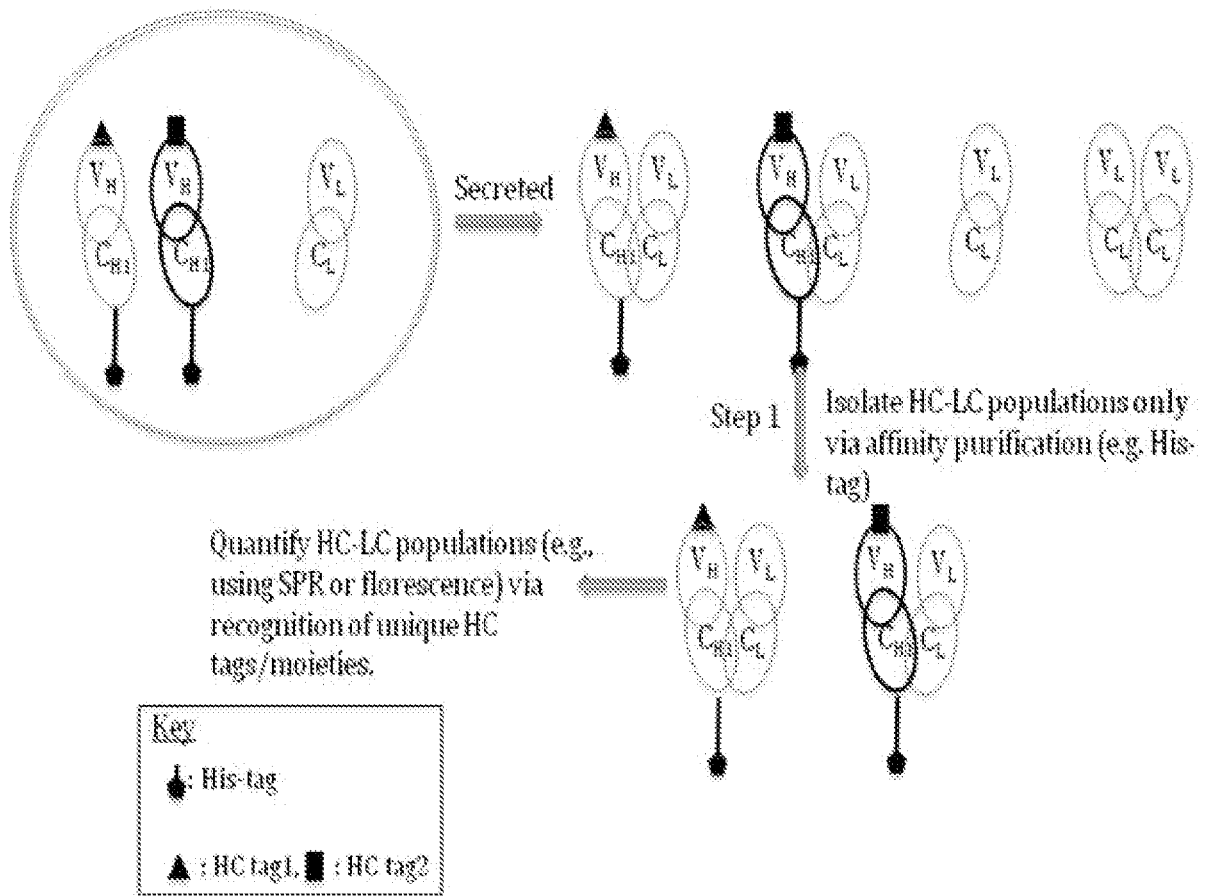 V_H V_H V_L
C_H1 C_H1 C_L
Secreted
V_H V_L V_H V_L V_L V_L V_L
C_H1 C_L C_H1 C_L C_L C_L C_L
Step 1
Isolate HC-LC populations only
via affinity purification (e.g. His-
tag)
Quantify HC-LC populations (e.g.,
using SPR or florescence) via
recognition of unique HC
tags/moieties.
V_H V_L V_H V_L
C_H1 C_L C_H1 C_L
Key
: His-tag
: HC tag1, : HC tag2